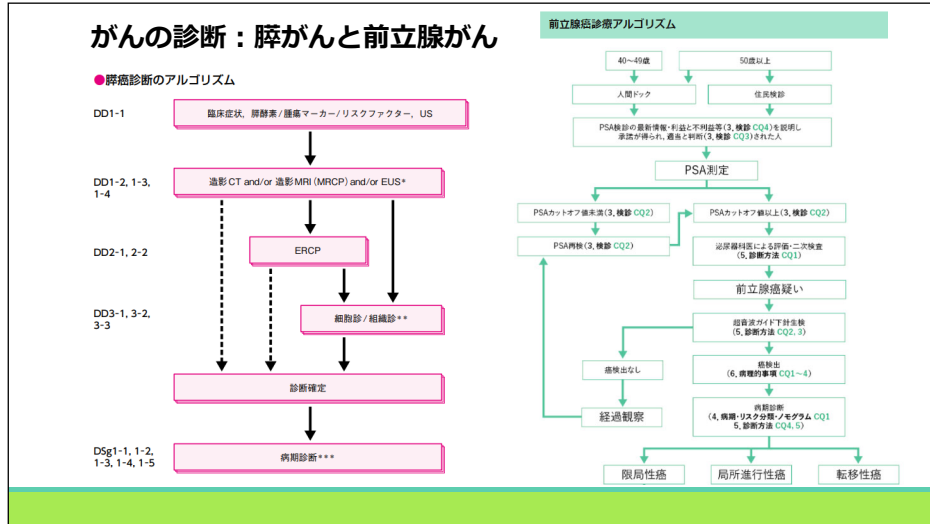 がんの診断：膵がんと前立腺がん
●膵癌診断のアルゴリズム
DD1-1
臨床症状，膵酵素/腫瘍マーカー/リスクファクター，US
DD1-2, 1-3,
1-4
造影CT and/or 造影MRI（MRCP）and/or EUS*
DD2-1, 2-2
ERCP
DD3-1, 3-2,
3-3
細胞診/組織診**
診断確定
DSg1-1, 1-2,
1-3, 1-4, 1-5
病期診断***
前立腺癌診療アルゴリズム
40〜49歳
50歳以上
人間ドック
住民検診
PSA検診の最新情報・利益と不利益等（3, 検診 CQ4）を説明し
承諾が得られ，適当と判断（3, 検診 CQ3）された人
PSA測定
PSAカットオフ値未満（3, 検診 CQ2）
PSAカットオフ値以上（3, 検診 CQ2）
PSA再検（3, 検診 CQ2）
泌尿器科医による評価・二次検査
（5, 診断方法 CQ1）
前立腺癌疑い
超音波ガイド下針生検
（5, 診断方法 CQ2, 3）
癌検出なし
癌検出
（6, 病理的事項 CQ1〜4）
経過観察
病期診断
（4, 病期・リスク分類・ノモグラム CQ1
5, 診断方法 CQ4, 5）
限局性癌
局所進行性癌
転移性癌